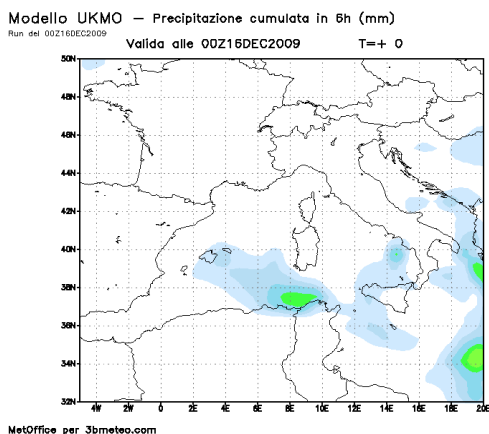 Modello UKMO – Precipitazione cumulata in 6h (mm)
Run del 00Z16DEC2009
Valida alle 00Z16DEC2009 T=+ 0
50N
48N
46N
44N
42N
40N
38N
36N
34N
32N
4W 2W 0 2E 4E 6E 8E 10E 12E 14E 16E 18E 20E
MetOffice per 3bmeteo.com